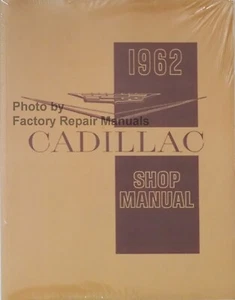 1962
Photo by
Factory Repair Manuals
CADILLAC
SHOP
MANUAL